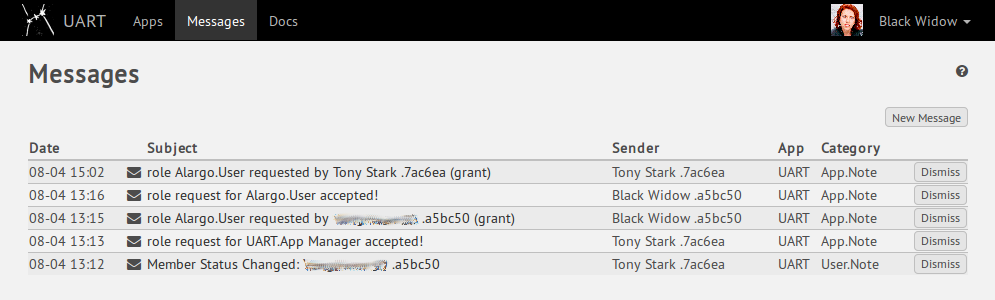 UART Apps Messages Docs Black Widow
Messages
New Message
Date Subject Sender App Category
08-04 15:02 role Alargo.User requested by Tony Stark .7ac6ea (grant) Tony Stark .7ac6ea UART App.Note Dismiss
08-04 13:16 role request for Alargo.User accepted! Black Widow .a5bc50 UART App.Note Dismiss
08-04 13:15 role Alargo.User requested by .a5bc50 (grant) Black Widow .a5bc50 UART App.Note Dismiss
08-04 13:13 role request for UART.App Manager accepted! Tony Stark .7ac6ea UART App.Note Dismiss
08-04 13:12 Member Status Changed: .a5bc50 Tony Stark .7ac6ea UART User.Note Dismiss